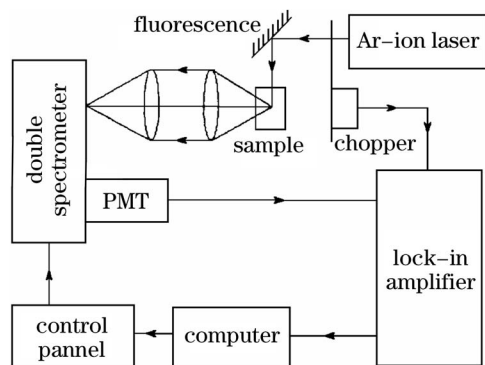 fluorescence
Ar-ion laser
double
spectrometer
sample
chopper
PMT
lock-in
amplifier
control
pannel
computer